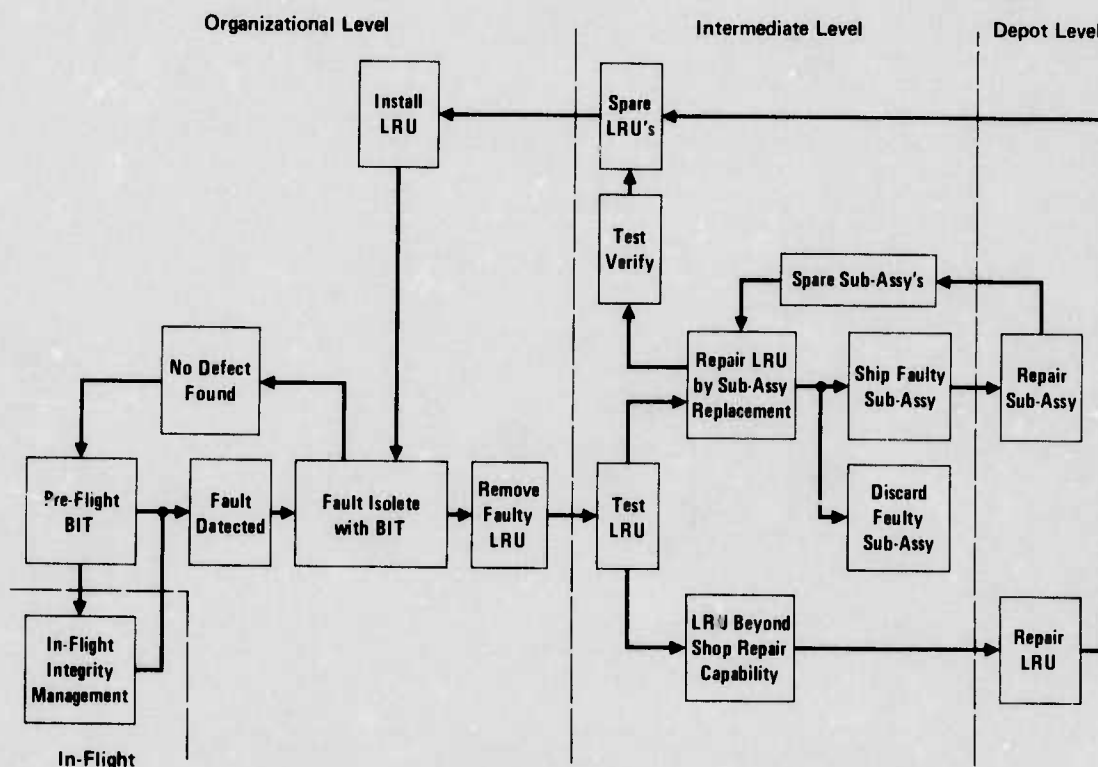 Organizational Level
Intermediate Level
Depot Level
Install
LRU
Spare
LRU's
Test
Verify
Spare Sub-Assy's
No Defect
Found
Repair LRU
by Sub-Assy
Replacement
Ship Faulty
Sub-Assy
Repair
Sub-Assy
Pre-Flight
BIT
Fault
Datected
Fault Isolete
with BIT
Remove
Faulty
LRU
Test
LRU
Discard
Feulty
Sub-Assy
In-Flight
Integrity
Management
LRU Beyond
Shop Repair
Capability
Repair
LRU
In-Flight